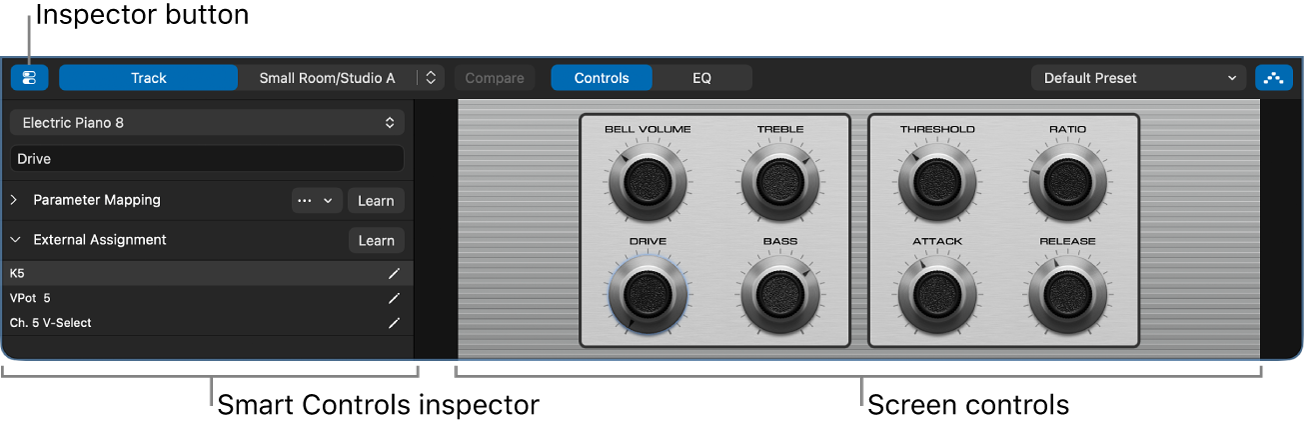 Inspector button
Track Small Room/Studio A Compare Controls EQ Default Preset
Electric Piano 8
Drive
Parameter Mapping ... Learn
External Assignment Learn
K5
VPot 5
Ch. 5 V-Select
BELL VOLUME TREBLE THRESHOLD RATIO
DRIVE BASS ATTACK RELEASE
Smart Controls inspector Screen controls